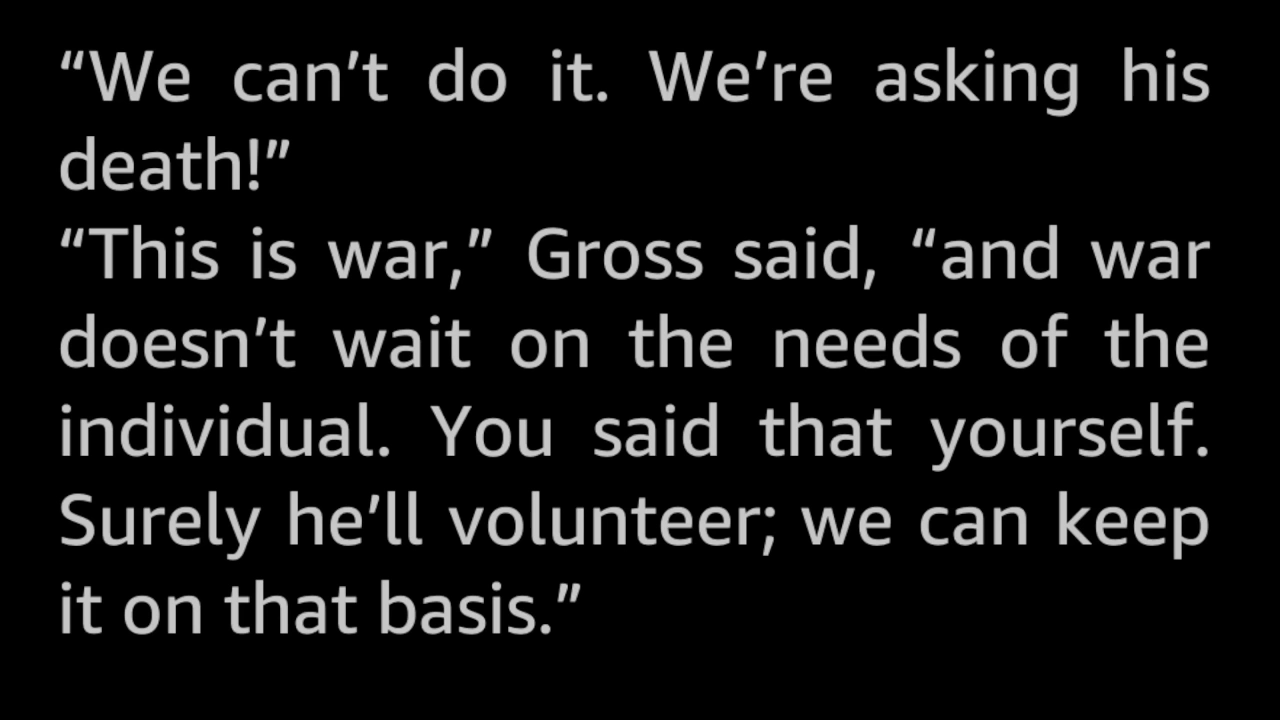 “We can’t do it. We’re asking his
death!”
“This is war,” Gross said, “and war
doesn’t wait on the needs of the
individual. You said that yourself.
Surely he’ll volunteer; we can keep
it on that basis.”